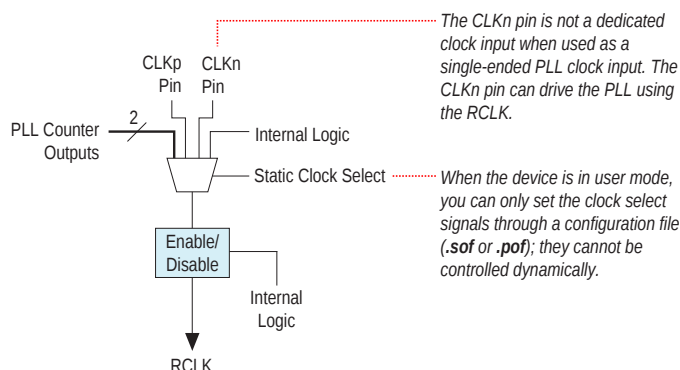 The CLKn pin is not a dedicated
clock input when used as a
single-ended PLL clock input. The
CLKn pin can drive the PLL using
the RCLK.
CLKp
Pin
CLKn
Pin
2
PLL Counter
Outputs
Internal Logic
Static Clock Select
When the device is in user mode,
you can only set the clock select
signals through a configuration file
(.sof or .pof); they cannot be
controlled dynamically.
Enable/
Disable
Internal
Logic
RCLK